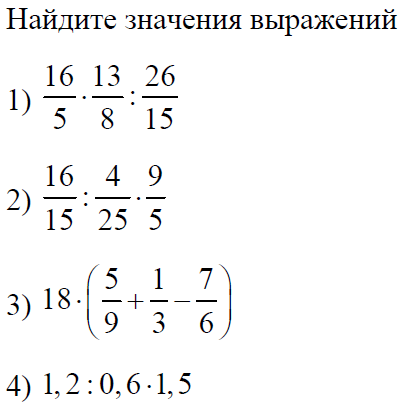 Найдите значения выражений
1) 16/5 · 13/8 : 26/15
2) 16/15 : 4/25 · 9/5
3) 18 · (5/9 + 1/3 − 7/6)
4) 1,2 : 0,6 · 1,5